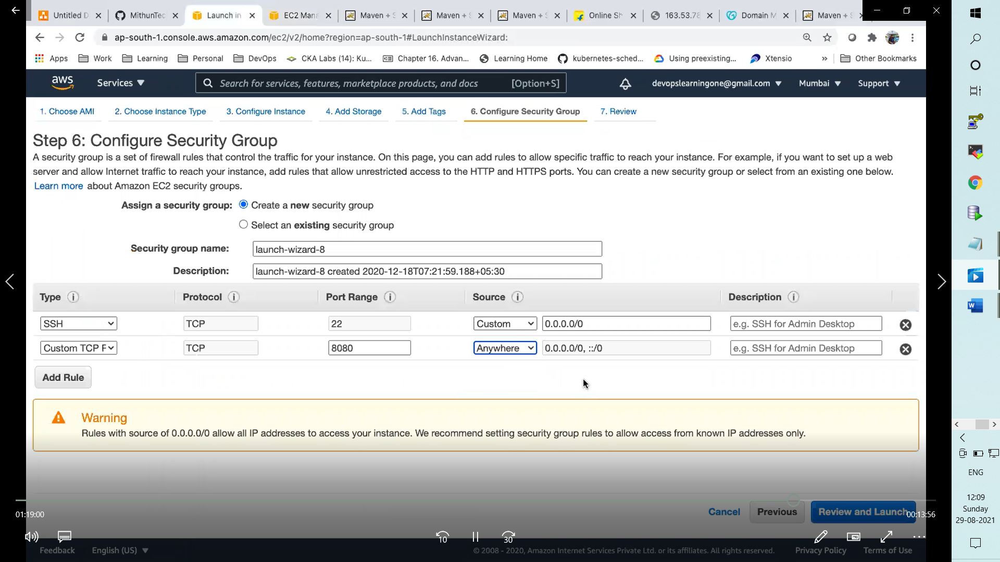 Untitled D
MithunTec
Launch in
EC2 Mana
Maven + S
Maven + S
Maven + S
Online Sh
163.53.78
Domain M
Maven + S
ap-south-1.console.aws.amazon.com/ec2/v2/home?region=ap-south-1#LaunchInstanceWizard:
Apps
Work
Learning
Personal
DevOps
CKA Labs (14): Ku...
Chapter 16. Advan...
Learning Home
kubernetes-sched...
Using preexisting...
Xtensio
»
Other Bookmarks
aws
Services
Search for services, features, marketplace products, and docs
[Option+S]
devopslearningone@gmail.com
Mumbai
Support
1. Choose AMI
2. Choose Instance Type
3. Configure Instance
4. Add Storage
5. Add Tags
6. Configure Security Group
7. Review
Step 6: Configure Security Group
A security group is a set of firewall rules that control the traffic for your instance. On this page, you can add rules to allow specific traffic to reach your instance. For example, if you want to set up a web
server and allow Internet traffic to reach your instance, add rules that allow unrestricted access to the HTTP and HTTPS ports. You can create a new security group or select from an existing one below.
Learn more about Amazon EC2 security groups.
Assign a security group:
Create a new security group
Select an existing security group
Security group name:
launch-wizard-8
Description:
launch-wizard-8 created 2020-12-18T07:21:59.188+05:30
Type
Protocol
Port Range
Source
Description
SSH
TCP
22
Custom
0.0.0.0/0
e.g. SSH for Admin Desktop
Custom TCP F
TCP
8080
Anywhere
0.0.0.0/0, ::/0
e.g. SSH for Admin Desktop
Add Rule
Warning
Rules with source of 0.0.0.0/0 allow all IP addresses to access your instance. We recommend setting security group rules to allow access from known IP addresses only.
Cancel
Previous
Review and Launch
01:19:00
00:13:56
10
30
Feedback
English (US)
© 2008 - 2020, Amazon Internet Services Private Ltd. or its affiliates. All rights reserved.
Privacy Policy
Terms of Use
ENG
12:09
Sunday
29-08-2021